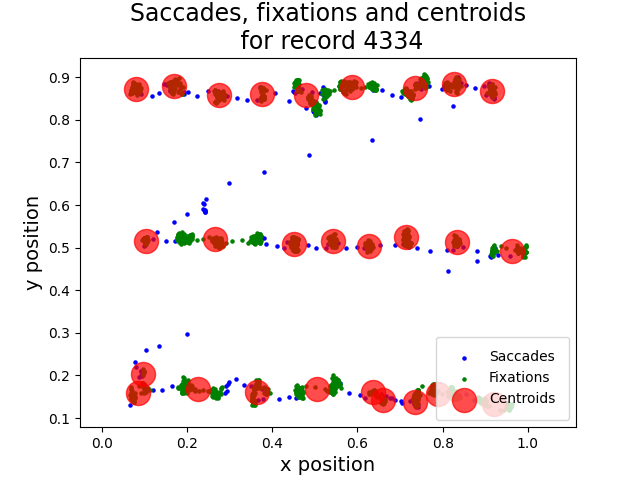 Saccades, fixations and centroids
for record 4334
y position
0.9
0.8
0.7
0.6
0.5
0.4
0.3
0.2
0.1
Saccades
Fixations
Centroids
0.0 0.2 0.4 0.6 0.8 1.0
x position